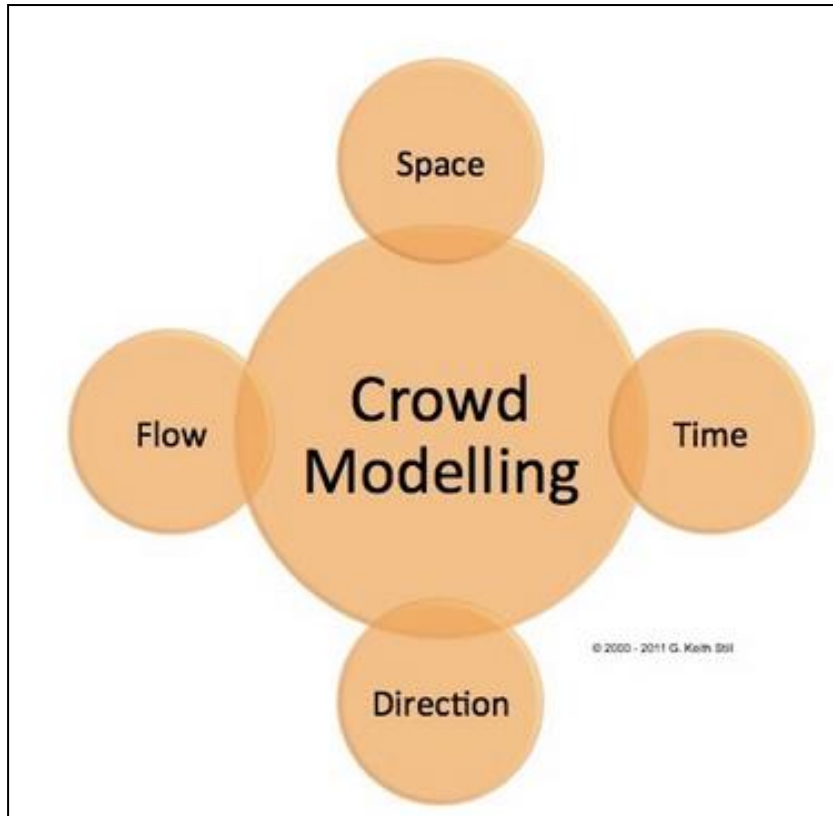 Space
Flow
Crowd
Modelling
Time
© 2000 - 2011 G. Keith Still
Direction